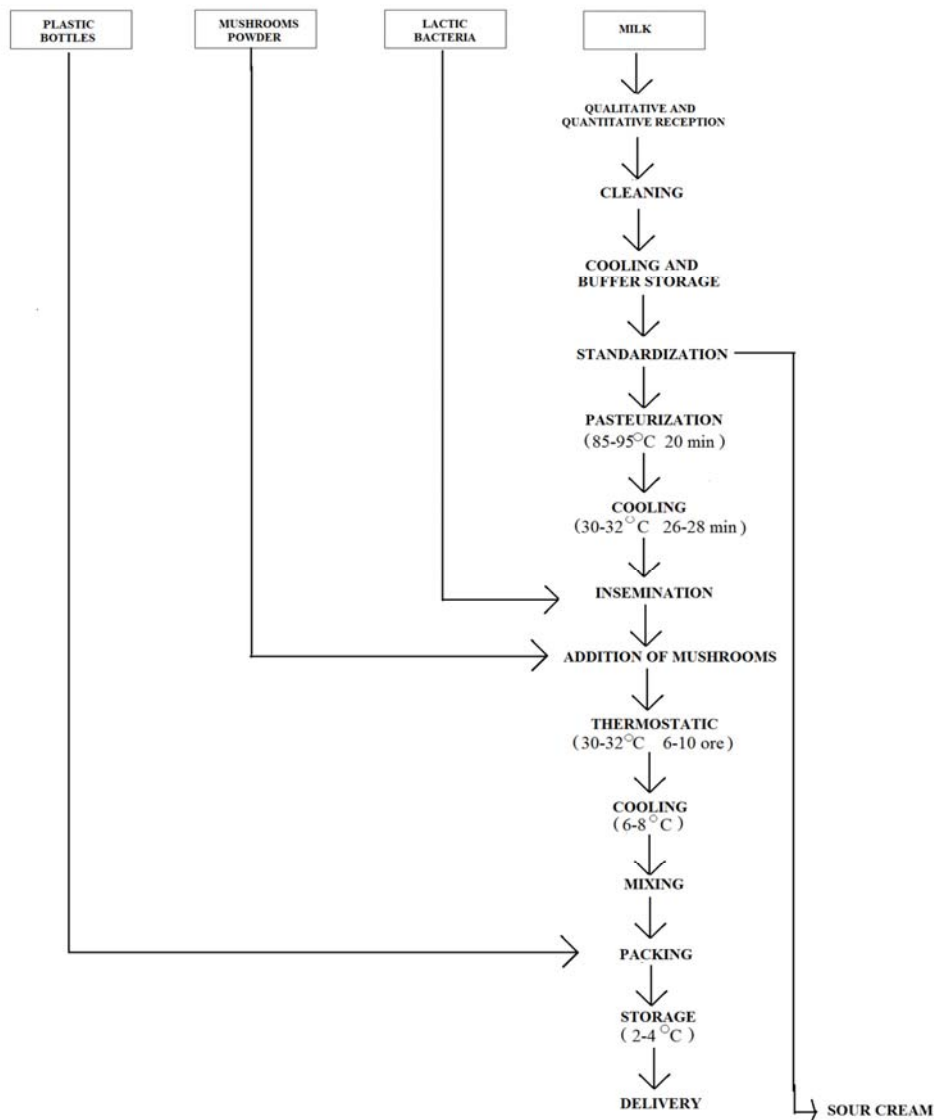 PLASTIC
BOTTLES
MUSHROOMS
POWDER
LACTIC
BACTERIA
MILK
QUALITATIVE AND
QUANTITATIVE RECEPTION
CLEANING
COOLING AND
BUFFER STORAGE
STANDARDIZATION
PASTEURIZATION
(85-95°C 20 min)
COOLING
(30-32°C 26-28 min)
INSEMINATION
ADDITION OF MUSHROOMS
THERMOSTATIC
(30-32°C 6-10 ore)
COOLING
(6-8°C)
MIXING
PACKING
STORAGE
(2-4°C)
DELIVERY
SOUR CREAM